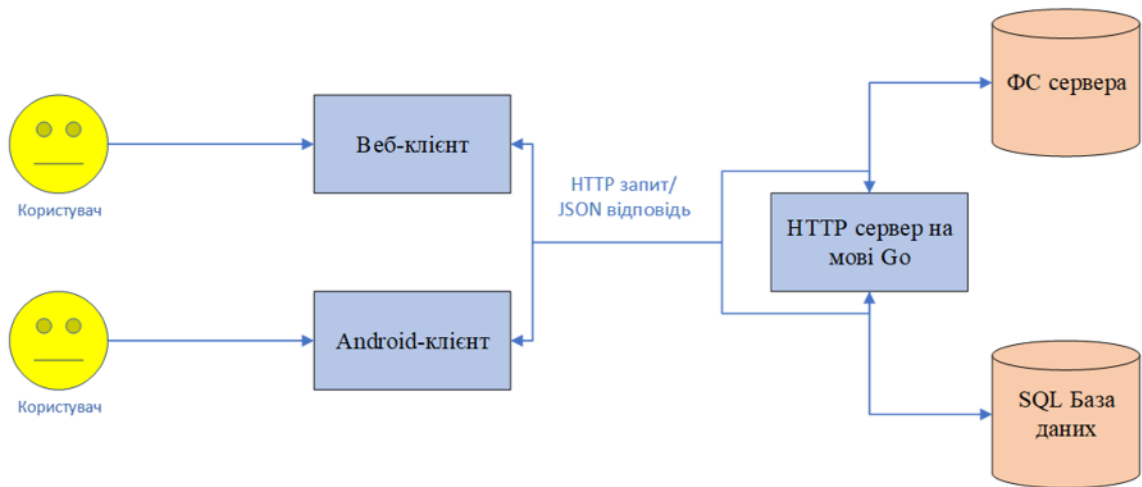 Користувач
Веб-клієнт
HTTP запит/
JSON відповідь
ФС сервера
HTTP сервер на
мові Go
Користувач
Android-клієнт
SQL База
даних